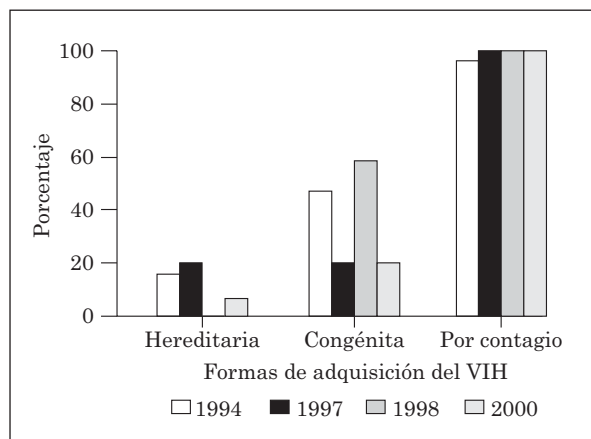 Porcentaje
100
80
60
40
20
0
Hereditaria Congénita Por contagio
Formas de adquisición del VIH
1994 1997 1998 2000